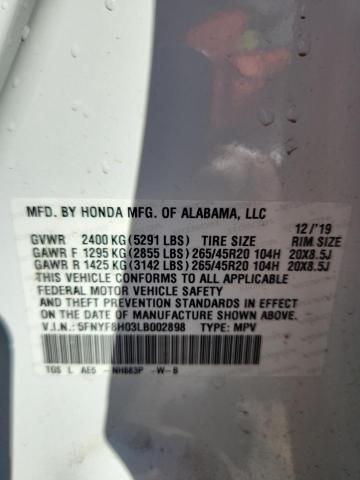 MFD. BY HONDA MFG. OF ALABAMA, LLC 12/'19
GVWR 2400 KG (5291 LBS) TIRE SIZE RIM SIZE
GAWR F 1295 KG (2855 LBS) 265/45R20 104H 20X8.5J
GAWR R 1425 KG (3142 LBS) 265/45R20 104H 20X8.5J
THIS VEHICLE CONFORMS TO ALL APPLICABLE
FEDERAL MOTOR VEHICLE SAFETY AND THEFT
PREVENTION STANDARDS IN EFFECT
ON THE DATE OF MANUFACTURE SHOWN ABOVE.
V.I.N.: 5FNYF8H03LB002898 TYPE: MPV
TGS L AE5 -NH883P -W-B